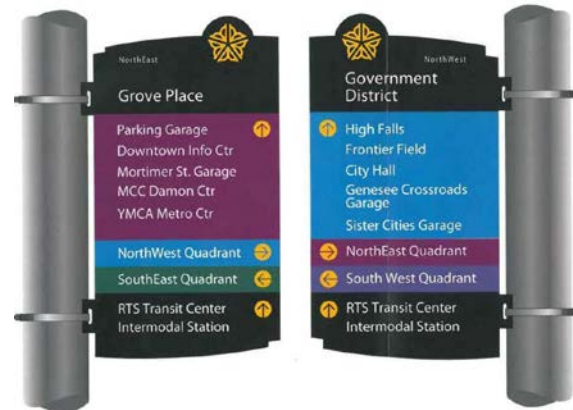 NorthEast
Grove Place
Parking Garage
Downtown Info Ctr
Mortimer St. Garage
MCC Damon Ctr
YMCA Metro Ctr
NorthWest Quadrant
SouthEast Quadrant
RTS Transit Center
Intermodal Station
NorthWest
Government
District
High Falls
Frontier Field
City Hall
Genesee Crossroads
Garage
Sister Cities Garage
NorthEast Quadrant
South West Quadrant
RTS Transit Center
Intermodal Station